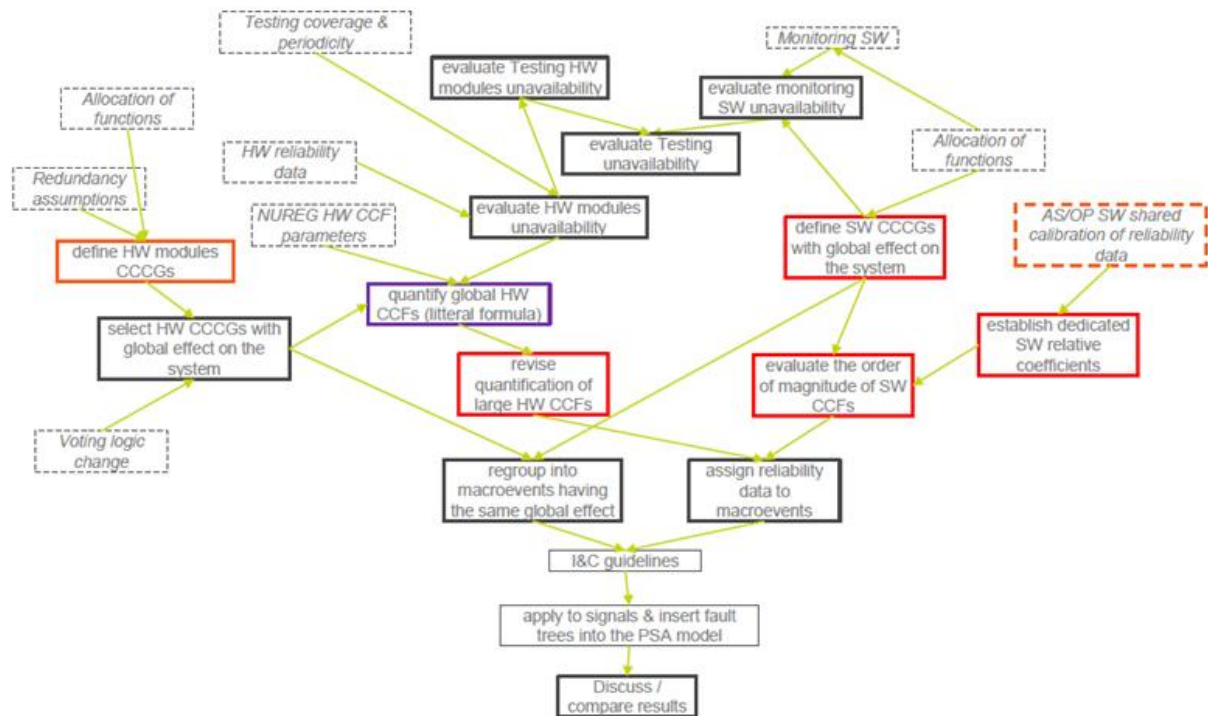 Testing coverage &
periodicity
Monitoring SW
evaluate Testing HW
modules unavailability
evaluate monitoring
SW unavailability
Allocation of
functions
evaluate Testing
unavailability
Allocation of
functions
HW reliability
data
Redundancy
assumptions
NUREG HW CCF
parameters
evaluate HW modules
unavailability
define SW CCCGs
with global effect on
the system
AS/OP SW shared
calibration of reliability
data
define HW modules
CCCGs
quantify global HW
CCFs (litteral formula)
select HW CCCGs with
global effect on the
system
revise
quantification of
large HW CCFs
evaluate the order
of magnitude of SW
CCFs
establish dedicated
SW relative
coefficients
Voting logic
change
regroup into
macroevents having
the same global effect
assign reliability
data to
macroevents
I&C guidelines
apply to signals & insert fault
trees into the PSA model
Discuss /
compare results